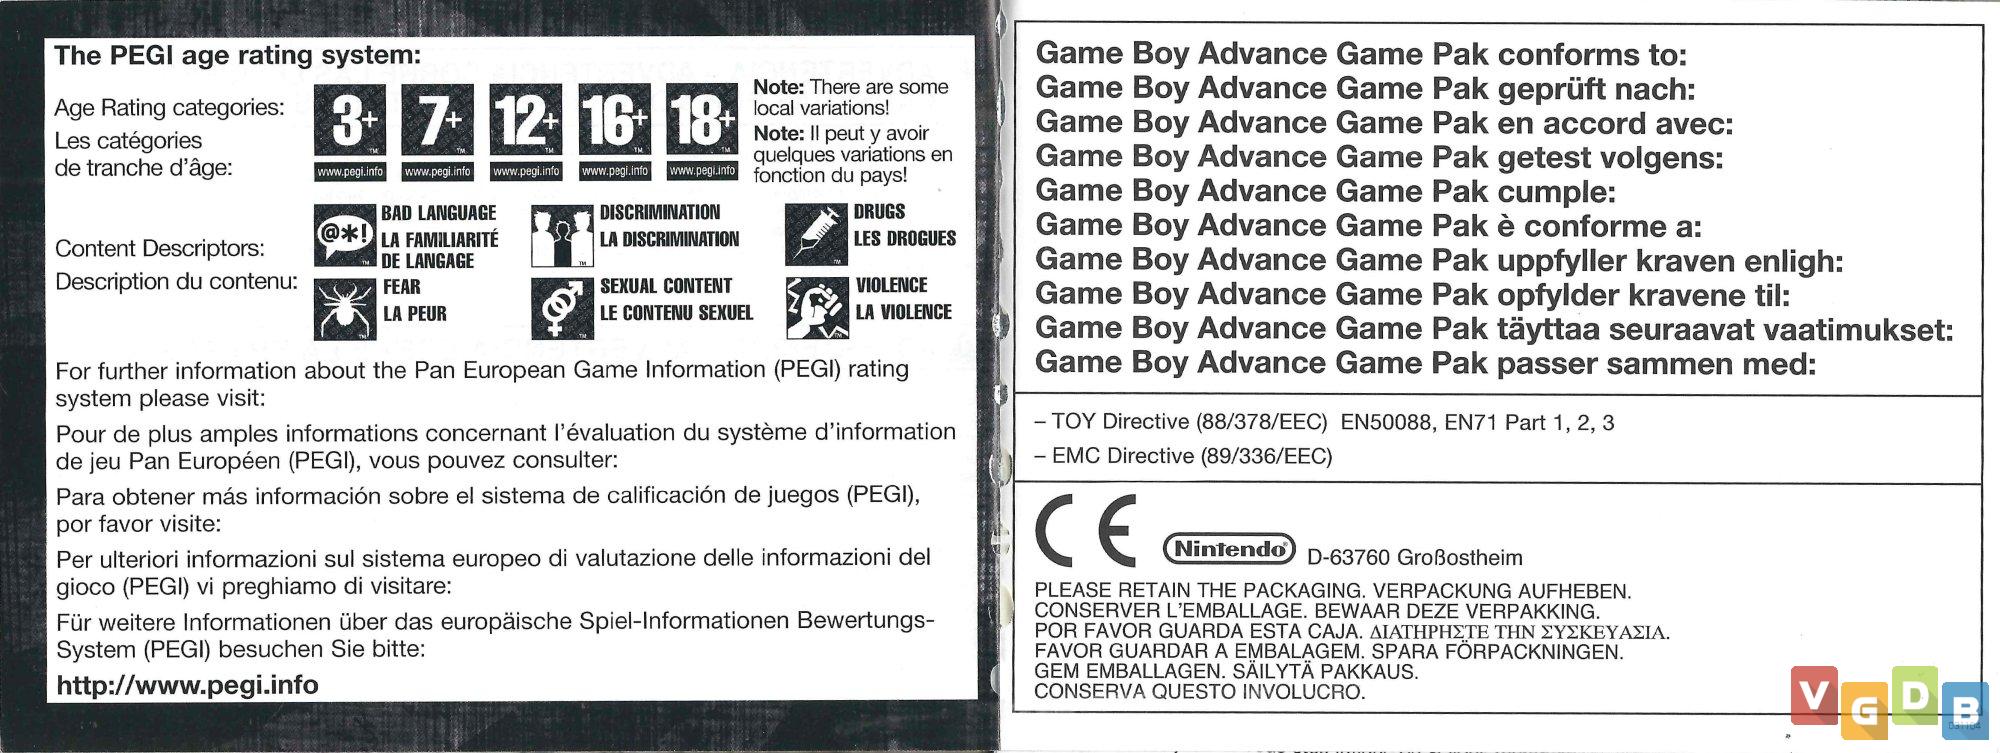 The PEGI age rating system:
Age Rating categories:
Les catégories
de tranche d'âge:
3+ 7+ 12+ 16+ 18+
www.pegi.info www.pegi.info www.pegi.info www.pegi.info www.pegi.info
Note: There are some
local variations!
Note: Il peut y avoir
quelques variations en
fonction du pays!
Content Descriptors:
Description du contenu:
@*!
BAD LANGUAGE
LA FAMILIARITÉ
DE LANGAGE
DISCRIMINATION
LA DISCRIMINATION
DRUGS
LES DROGUES
FEAR
LA PEUR
SEXUAL CONTENT
LE CONTENU SEXUEL
VIOLENCE
LA VIOLENCE
For further information about the Pan European Game Information (PEGI) rating
system please visit:
Pour de plus amples informations concernant l'évaluation du système d'information
de jeu Pan Européen (PEGI), vous pouvez consulter:
Para obtener más información sobre el sistema de calificación de juegos (PEGI),
por favor visite:
Per ulteriori informazioni sul sistema europeo di valutazione delle informazioni del
gioco (PEGI) vi preghiamo di visitare:
Für weitere Informationen über das europäische Spiel-Informationen Bewertungs-
System (PEGI) besuchen Sie bitte:
http://www.pegi.info
Game Boy Advance Game Pak conforms to:
Game Boy Advance Game Pak geprüft nach:
Game Boy Advance Game Pak en accord avec:
Game Boy Advance Game Pak getest volgens:
Game Boy Advance Game Pak cumple:
Game Boy Advance Game Pak è conforme a:
Game Boy Advance Game Pak uppfyller kraven enligh:
Game Boy Advance Game Pak opfylder kravene til:
Game Boy Advance Game Pak täyttaa seuraavat vaatimukset:
Game Boy Advance Game Pak passer sammen med:
– TOY Directive (88/378/EEC) EN50088, EN71 Part 1, 2, 3
– EMC Directive (89/336/EEC)
CE Nintendo® D-63760 Großostheim
PLEASE RETAIN THE PACKAGING. VERPACKUNG AUFHEBEN.
CONSERVER L'EMBALLAGE. BEWAAR DEZE VERPAKKING.
POR FAVOR GUARDA ESTA CAJA. ΔΙΑΤΗΡΗΣΤΕ ΤΗΝ ΣΥΣΚΕΥΑΣΙΑ.
FAVOR GUARDAR A EMBALAGEM. SPARA FÖRPACKNINGEN.
GEM EMBALLAGEN. SÄILYTÄ PAKKAUS.
CONSERVA QUESTO INVOLUCRO.
VGDB